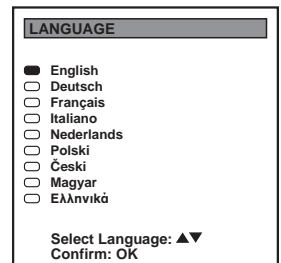 LANGUAGE
English
Deutsch
Français
Italiano
Nederlands
Polski
Česki
Magyar
Ελληνικά
Select Language: ▲▼
Confirm: OK